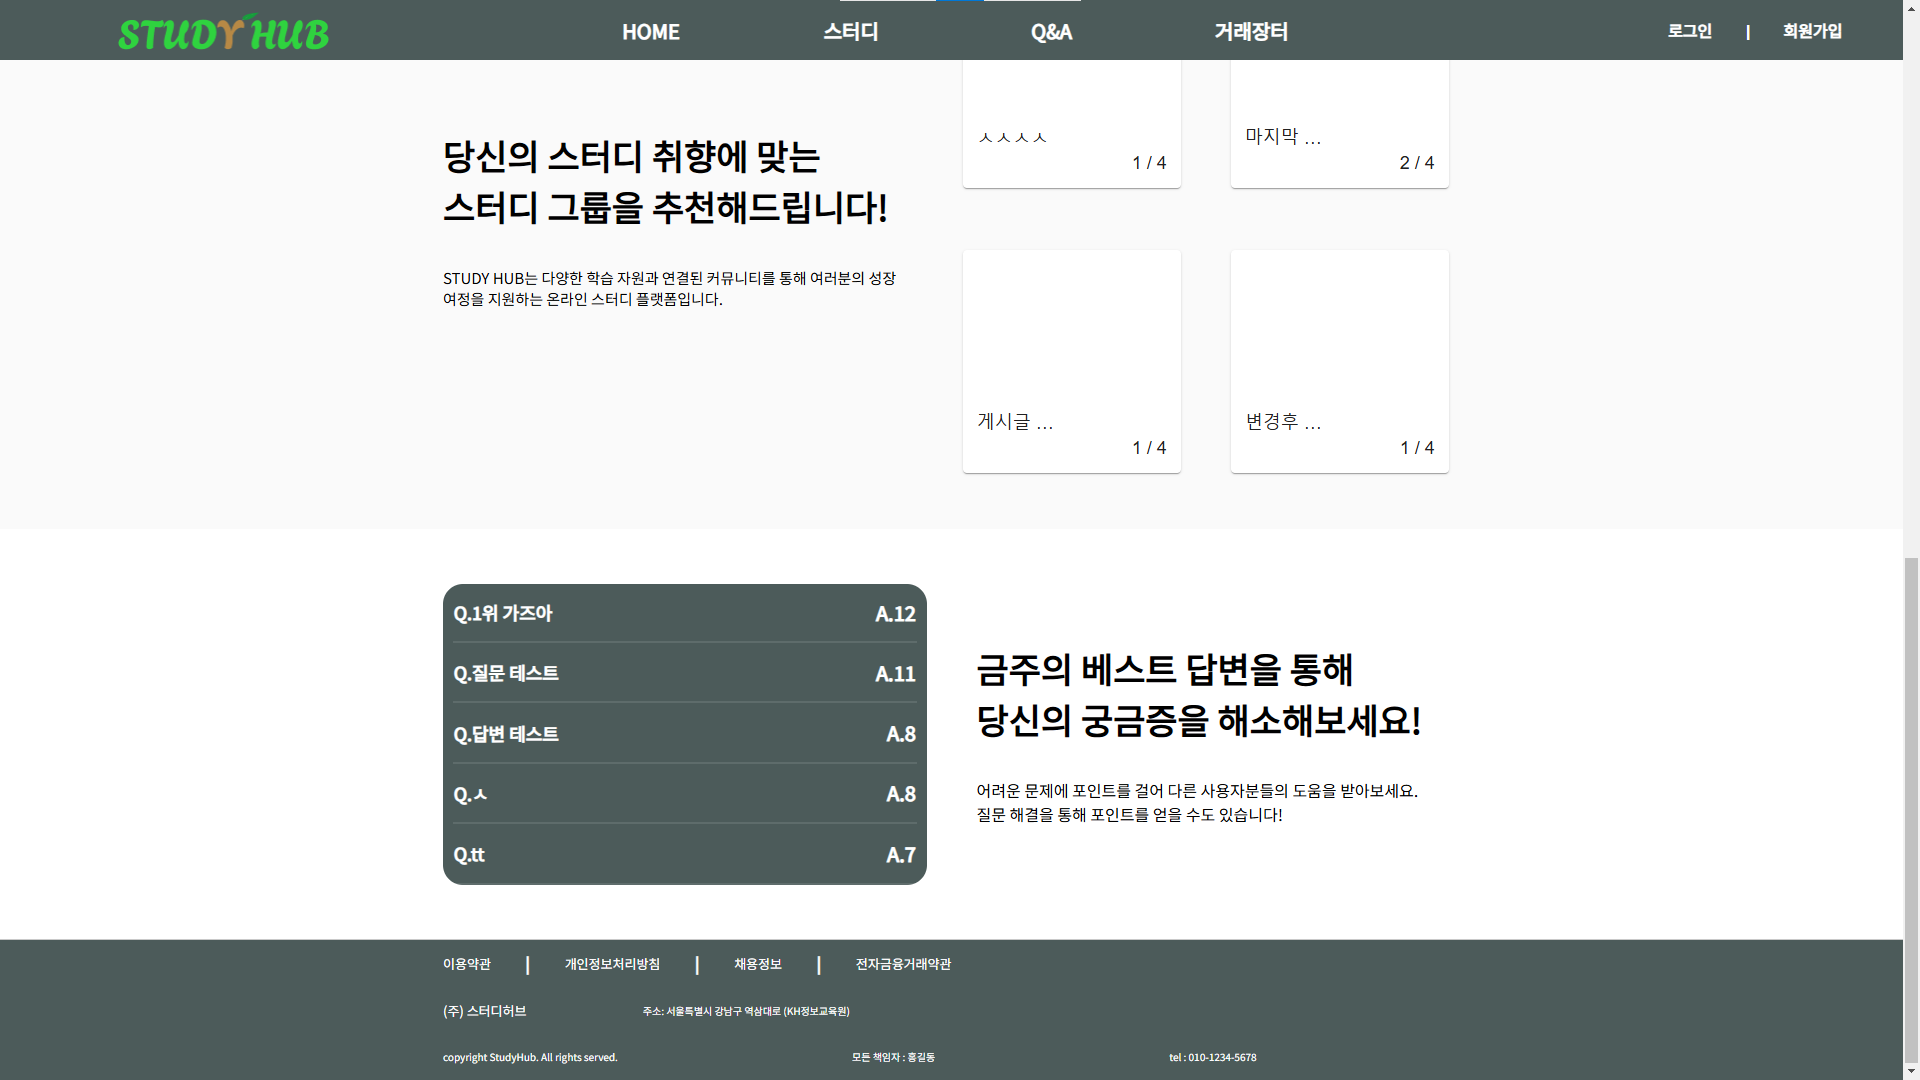 STUDY HUB
HOME
스터디
Q&A
거래장터
로그인
|
회원가입
당신의 스터디 취향에 맞는
스터디 그룹을 추천해드립니다!
STUDY HUB는 다양한 학습 자원과 연결된 커뮤니티를 통해 여러분의 성장
여정을 지원하는 온라인 스터디 플랫폼입니다.
ㅅㅅㅅㅅ
1 / 4
마지막 ...
2 / 4
게시글 ...
1 / 4
변경후 ...
1 / 4
Q.1위 가즈아 A.12
Q.질문 테스트 A.11
Q.답변 테스트 A.8
Q.ㅅ A.8
Q.tt A.7
금주의 베스트 답변을 통해
당신의 궁금증을 해소해보세요!
어려운 문제에 포인트를 걸어 다른 사용자분들의 도움을 받아보세요.
질문 해결을 통해 포인트를 얻을 수도 있습니다!
이용약관 | 개인정보처리방침 | 채용정보 | 전자금융거래약관
(주) 스터디허브 주소: 서울특별시 강남구 역삼대로 (KH정보교육원)
copyright StudyHub. All rights served. 모든 책임자 : 홍길동 tel : 010-1234-5678